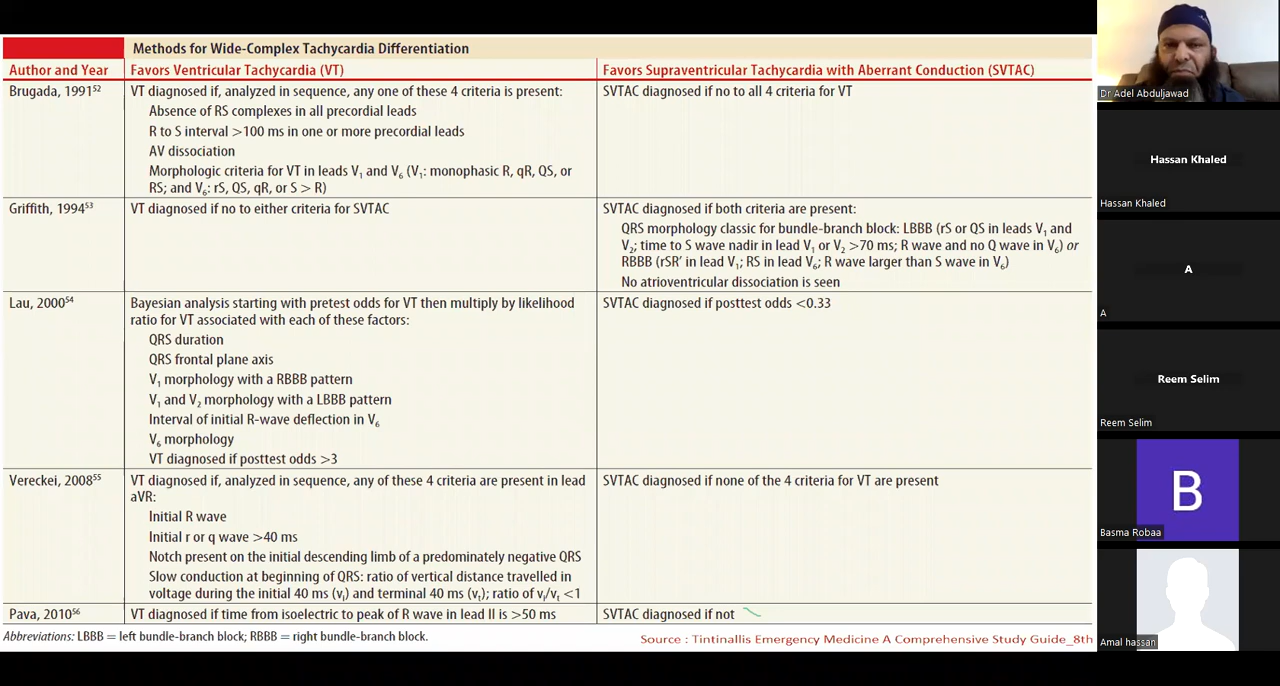 Methods for Wide-Complex Tachycardia Differentiation
Author and Year
Favors Ventricular Tachycardia (VT)
Favors Supraventricular Tachycardia with Aberrant Conduction (SVTAC)
Brugada, 1991⁵²
VT diagnosed if, analyzed in sequence, any one of these 4 criteria is present:
Absence of RS complexes in all precordial leads
R to S interval >100 ms in one or more precordial leads
AV dissociation
Morphologic criteria for VT in leads V₁ and V₆ (V₁: monophasic R, qR, QS, or
RS; and V₆: rS, QS, qR, or S > R)
SVTAC diagnosed if no to all 4 criteria for VT
Griffith, 1994⁵³
VT diagnosed if no to either criteria for SVTAC
SVTAC diagnosed if both criteria are present:
QRS morphology classic for bundle-branch block: LBBB (rS or QS in leads V₁ and
V₂; time to S wave nadir in lead V₁ or V₂ >70 ms; R wave and no Q wave in V₆) or
RBBB (rSR′ in lead V₁; RS in lead V₆; R wave larger than S wave in V₆)
No atrioventricular dissociation is seen
Lau, 2000⁵⁴
Bayesian analysis starting with pretest odds for VT then multiply by likelihood
ratio for VT associated with each of these factors:
QRS duration
QRS frontal plane axis
V₁ morphology with a RBBB pattern
V₁ and V₂ morphology with a LBBB pattern
Interval of initial R-wave deflection in V₆
V₆ morphology
VT diagnosed if posttest odds >3
SVTAC diagnosed if posttest odds <0.33
Vereckei, 2008⁵⁵
VT diagnosed if, analyzed in sequence, any of these 4 criteria are present in lead
aVR:
Initial R wave
Initial r or q wave >40 ms
Notch present on the initial descending limb of a predominately negative QRS
Slow conduction at beginning of QRS: ratio of vertical distance travelled in
voltage during the initial 40 ms (vᵢ) and terminal 40 ms (vₜ); ratio of vᵢ/vₜ <1
SVTAC diagnosed if none of the 4 criteria for VT are present
Pava, 2010⁵⁶
VT diagnosed if time from isoelectric to peak of R wave in lead II is >50 ms
SVTAC diagnosed if not
Abbreviations: LBBB = left bundle-branch block; RBBB = right bundle-branch block.
Source : Tintinallis Emergency Medicine A Comprehensive Study Guide_8th
Dr Adel Abduljawad
Hassan Khaled
Hassan Khaled
A
A
Reem Selim
Reem Selim
B
Basma Robaa
Amal hassan